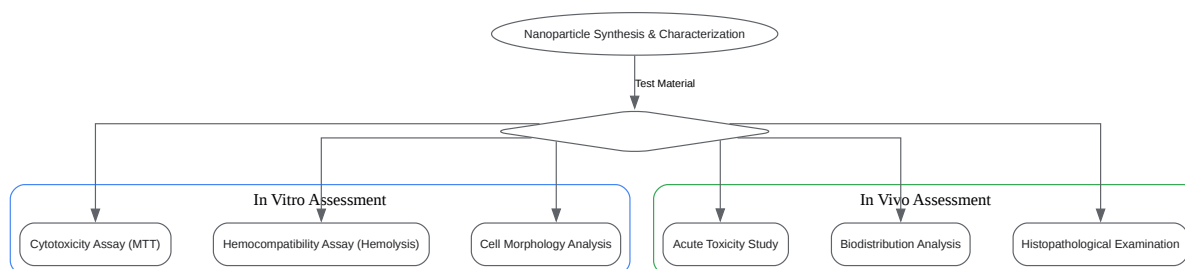 Nanoparticle Synthesis & Characterization
Test Material
In Vitro Assessment
In Vivo Assessment
Cytotoxicity Assay (MTT)
Hemocompatibility Assay (Hemolysis)
Cell Morphology Analysis
Acute Toxicity Study
Biodistribution Analysis
Histopathological Examination